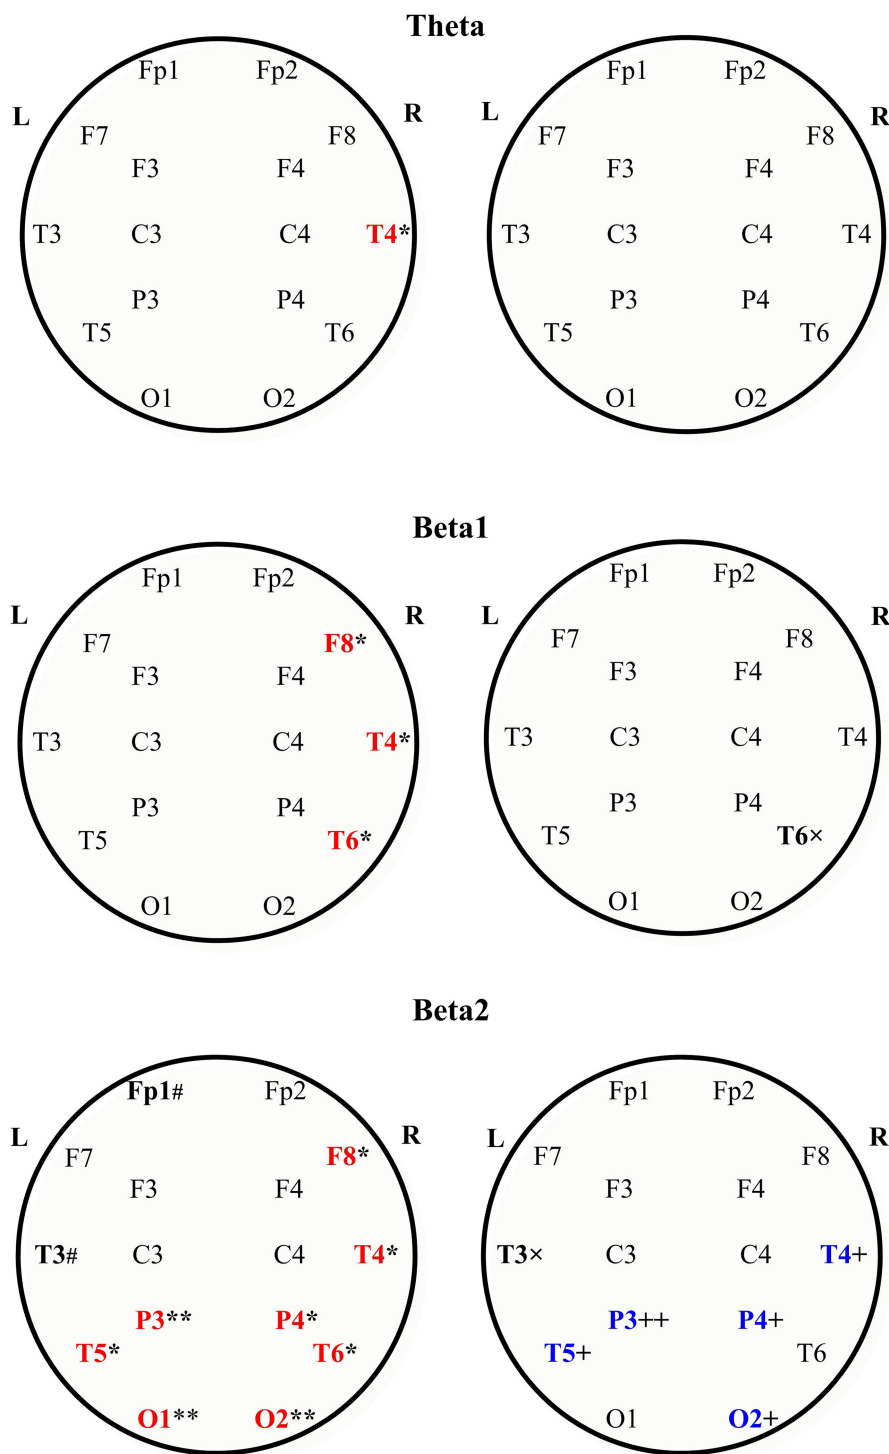 Theta
Fp1 Fp2 Fp1 Fp2
L R L R
F7 F8 F7 F8
F3 F4 F3 F4
T3 C3 C4 T4* T3 C3 C4 T4
P3 P4 P3 P4
T5 T6 T5 T6
O1 O2 O1 O2
Beta1
Fp1 Fp2 Fp1 Fp2
L R L R
F7 F8* F7 F8
F3 F4 F3 F4
T3 C3 C4 T4* T3 C3 C4 T4
P3 P4 P3 P4
T5 T6* T5 T6×
O1 O2 O1 O2
Beta2
Fp1# Fp2 Fp1 Fp2
L R L R
F7 F8* F7 F8
F3 F4 F3 F4
T3# C3 C4 T4* T3× C3 C4 T4+
P3** P4* P3++ P4+
T5* T6* T5+ T6
O1** O2** O1 O2+